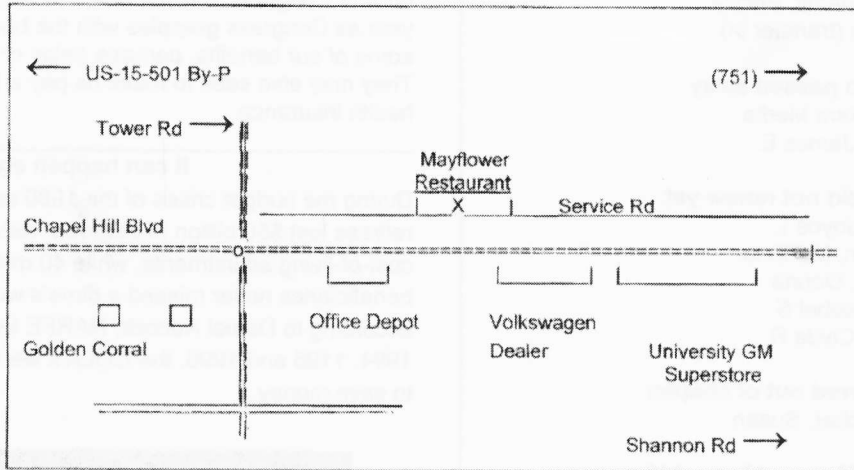 US-15-501 By-P
(751)
Tower Rd
Mayflower
Restaurant
X
Service Rd
Chapel Hill Blvd
Office Depot
Volkswagen
Dealer
Golden Corral
University GM
Superstore
Shannon Rd